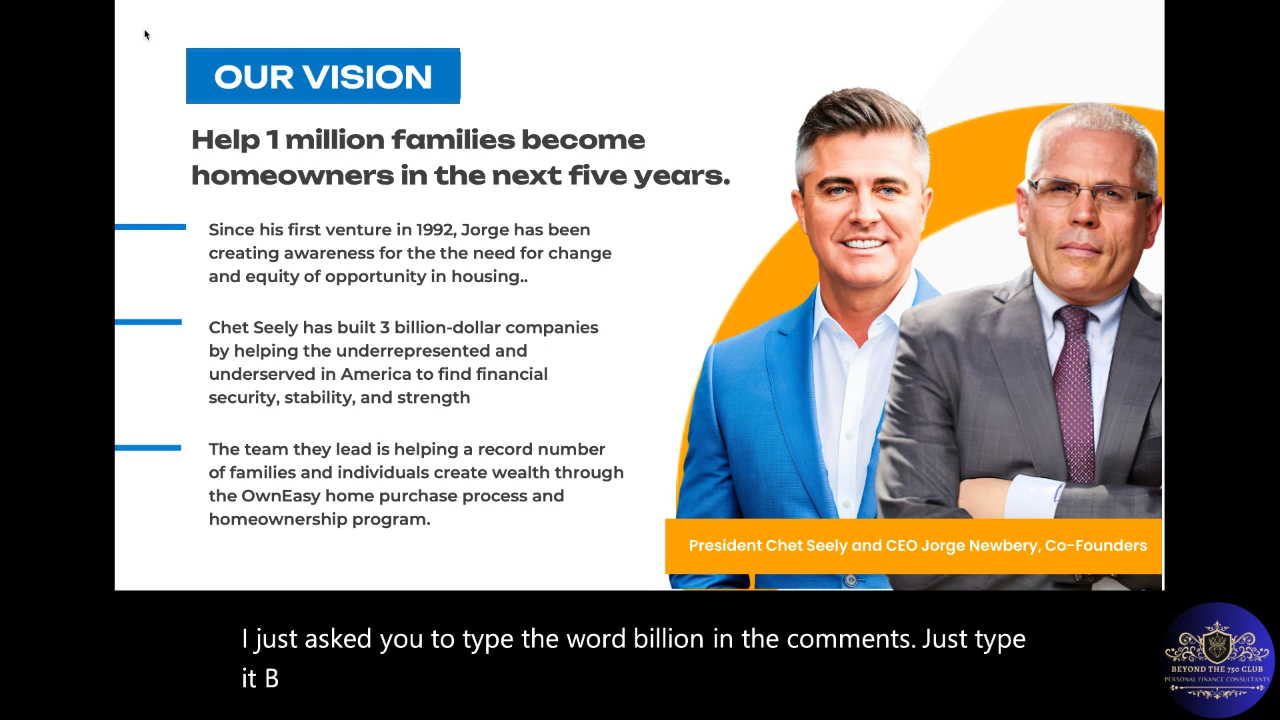 OUR VISION
Help 1 million families become
homeowners in the next five years.
Since his first venture in 1992, Jorge has been
creating awareness for the the need for change
and equity of opportunity in housing..
Chet Seely has built 3 billion-dollar companies
by helping the underrepresented and
underserved in America to find financial
security, stability, and strength
The team they lead is helping a record number
of families and individuals create wealth through
the OwnEasy home purchase process and
homeownership program.
President Chet Seely and CEO Jorge Newbery, Co-Founders
I just asked you to type the word billion in the comments. Just type
it B
BEYOND THE 750 CLUB
PERSONAL FINANCE CONSULTANTS